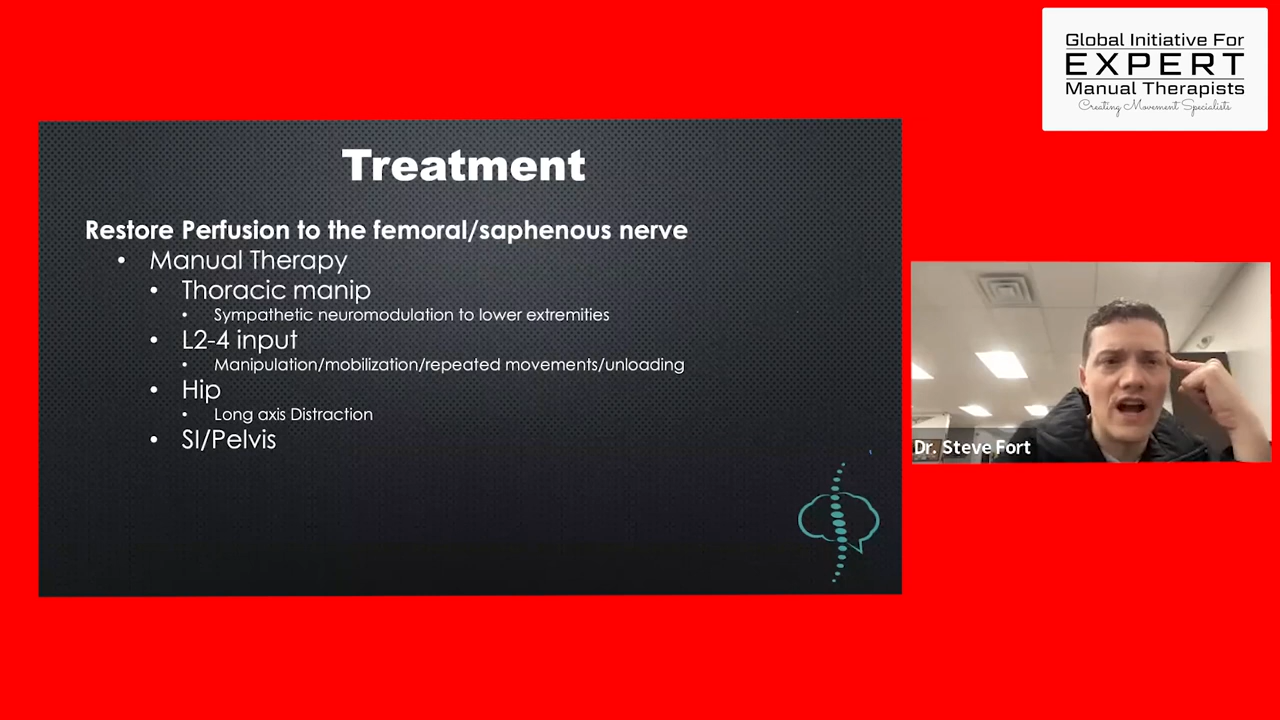 Global Initiative For
EXPERT
Manual Therapists
Creating Movement Specialists
Treatment
Restore Perfusion to the femoral/saphenous nerve
• Manual Therapy
• Thoracic manip
• Sympathetic neuromodulation to lower extremities
• L2-4 input
• Manipulation/mobilization/repeated movements/unloading
• Hip
• Long axis Distraction
• SI/Pelvis
Dr. Steve Fort